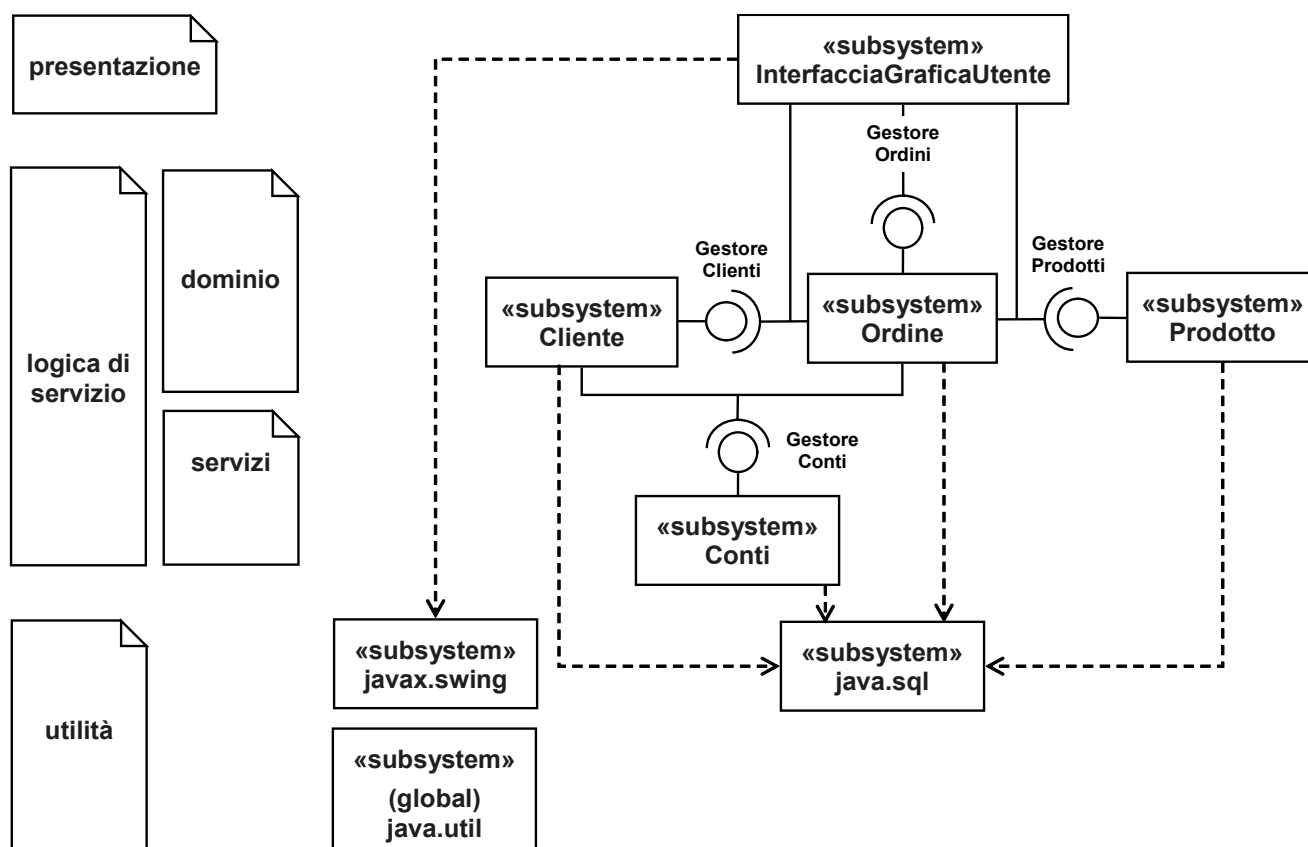 presentazione
«subsystem»
InterfacciaGraficaUtente
Gestore
Ordini
Gestore
Clienti
Gestore
Prodotti
dominio
logica di
servizio
«subsystem»
Cliente
«subsystem»
Ordine
«subsystem»
Prodotto
servizi
Gestore
Conti
«subsystem»
Conti
utilità
«subsystem»
javax.swing
«subsystem»
java.sql
«subsystem»
(global)
java.util